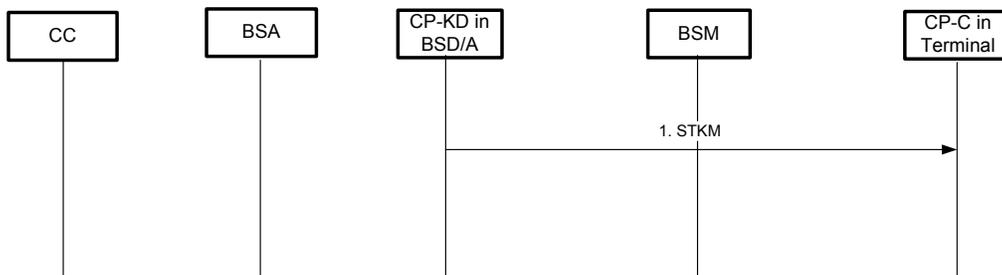 CC
BSA
CP-KD in
BSD/A
BSM
CP-C in
Terminal
1. STKM